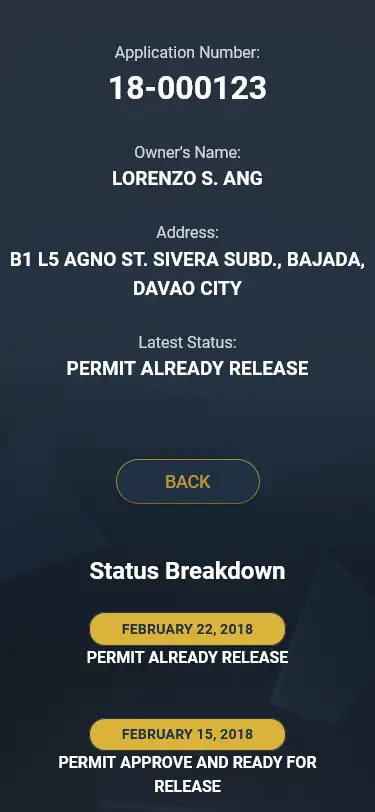 Application Number:
18-000123
Owner's Name:
LORENZO S. ANG
Address:
B1 L5 AGNO ST. SIVERA SUBD., BAJADA,
DAVAO CITY
Latest Status:
PERMIT ALREADY RELEASE
BACK
Status Breakdown
FEBRUARY 22, 2018
PERMIT ALREADY RELEASE
FEBRUARY 15, 2018
PERMIT APPROVE AND READY FOR
RELEASE